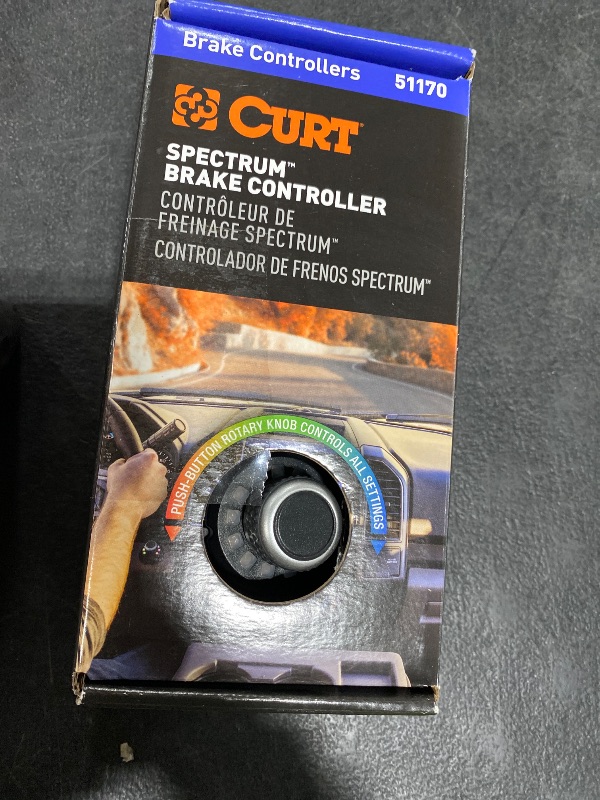 Brake Controllers 51170
CURT
SPECTRUM™
BRAKE CONTROLLER
CONTRÔLEUR DE
FREINAGE SPECTRUM™
CONTROLADOR DE FRENOS SPECTRUM™
PUSH-BUTTON ROTARY KNOB CONTROLS ALL SETTINGS